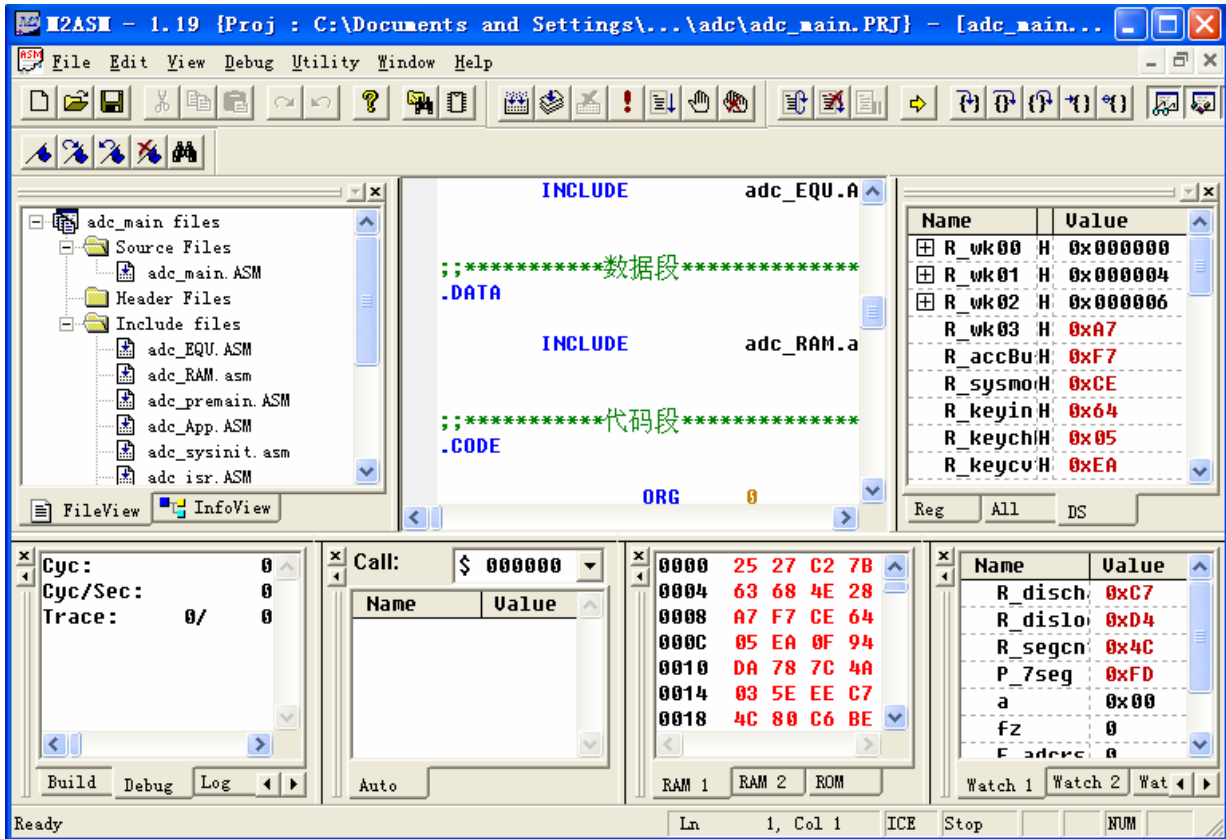 M2ASM - 1.19 {Proj : C:\Documents and Settings\...\adc\adc_main.PRJ} - [adc_main...
File Edit View Debug Utility Window Help
adc_main files
Source Files
adc_main.ASM
Header Files
Include files
adc_EQU.ASM
adc_RAM.asm
adc_premain.ASM
adc_App.ASM
adc_sysinit.asm
adc_isr.ASM
FileView InfoView
INCLUDE adc_EQU.A
;;***********数据段**************
.DATA
INCLUDE adc_RAM.a
;;***********代码段**************
.CODE
ORG 0
Name Value
R_wk00 H 0x000000
R_wk01 H 0x000004
R_wk02 H 0x000006
R_wk03 H 0xA7
R_accBu H 0xF7
R_sysmo H 0xCE
R_keyin H 0x64
R_keych H 0x05
R_keycv H 0xEA
Reg All DS
Cyc: 0
Cyc/Sec: 0
Trace: 0/ 0
Build Debug Log
Call: $ 000000
Name Value
Auto
0000 25 27 C2 7B
0004 63 68 4E 28
0008 A7 F7 CE 64
000C 05 EA 0F 94
0010 DA 78 7C 4A
0014 03 5E EE C7
0018 4C 80 C6 BE
RAM 1 RAM 2 ROM
Name Value
R_disch 0xC7
R_dislo 0xD4
R_segcn 0x4C
P_7seg 0xFD
a 0x00
fz 0
F_adcrs 0
Watch 1 Watch 2 Wat
Ready Ln 1, Col 1 ICE Stop NUM